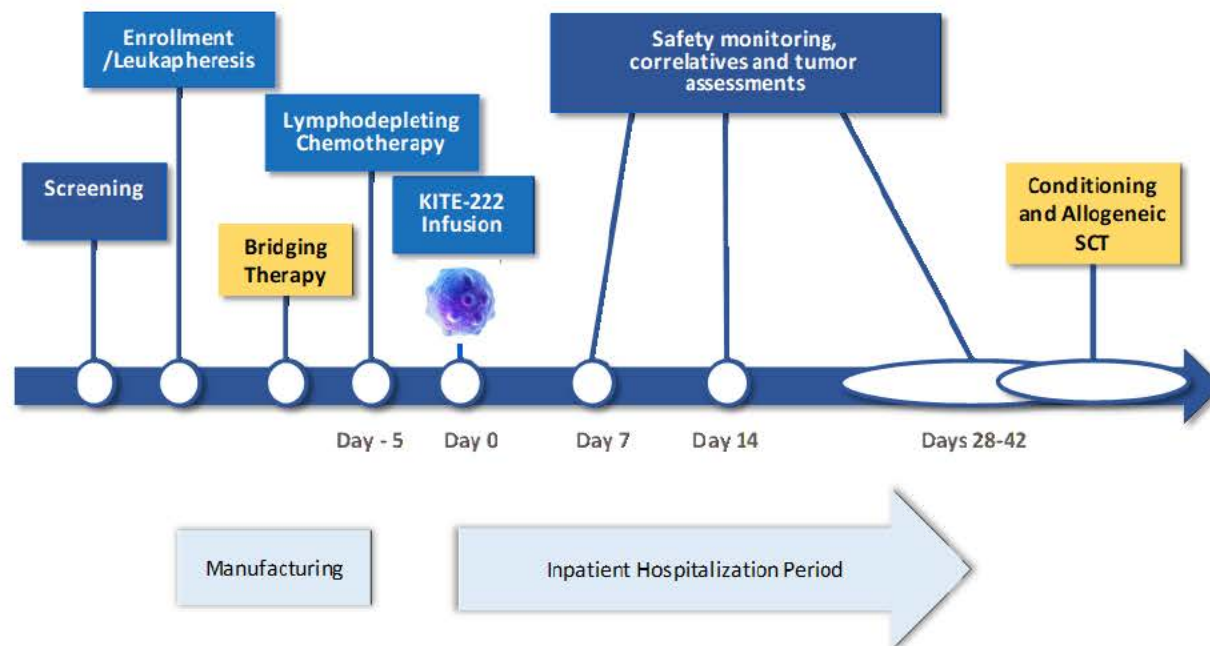 Enrollment
/Leukapheresis
Safety monitoring,
correlatives and tumor
assessments
Lymphodepleting
Chemotherapy
Screening
KITE-222
Infusion
Conditioning
and Allogeneic
SCT
Bridging
Therapy
Day - 5
Day 0
Day 7
Day 14
Days 28-42
Manufacturing
Inpatient Hospitalization Period